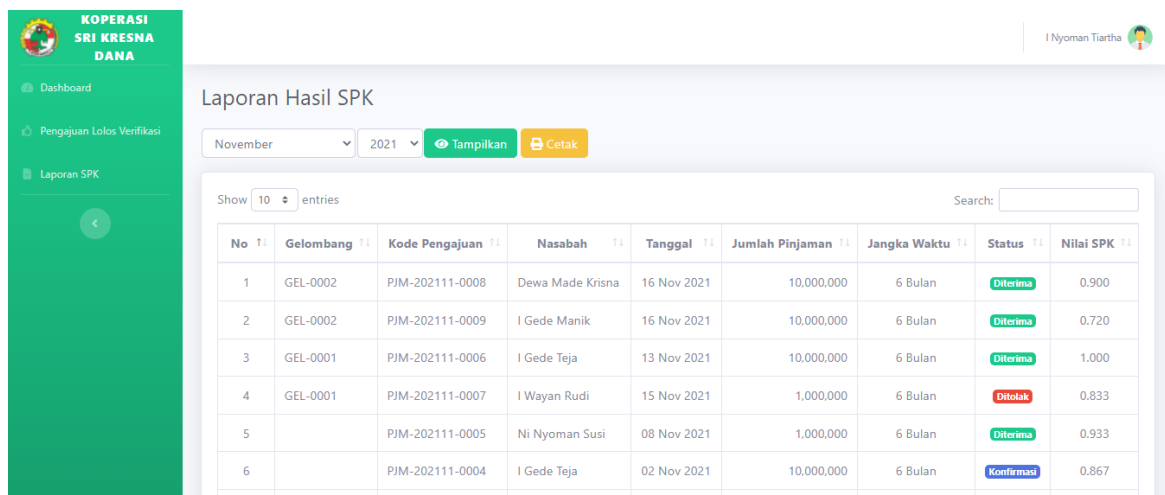 KOPERASI
SRI KRESNA
DANA
I Nyoman Tiartha
Dashboard
Pengajuan Lolos Verifikasi
Laporan SPK
Laporan Hasil SPK
November 2021 Tampilkan Cetak
Show 10 entries Search:
No Gelombang Kode Pengajuan Nasabah Tanggal Jumlah Pinjaman Jangka Waktu Status Nilai SPK
1 GEL-0002 PJM-202111-0008 Dewa Made Krisna 16 Nov 2021 10,000,000 6 Bulan Diterima 0.900
2 GEL-0002 PJM-202111-0009 I Gede Manik 16 Nov 2021 10,000,000 6 Bulan Diterima 0.720
3 GEL-0001 PJM-202111-0006 I Gede Teja 13 Nov 2021 10,000,000 6 Bulan Diterima 1.000
4 GEL-0001 PJM-202111-0007 I Wayan Rudi 15 Nov 2021 1,000,000 6 Bulan Ditolak 0.833
5 PJM-202111-0005 Ni Nyoman Susi 08 Nov 2021 1,000,000 6 Bulan Diterima 0.933
6 PJM-202111-0004 I Gede Teja 02 Nov 2021 10,000,000 6 Bulan Konfirmasi 0.867